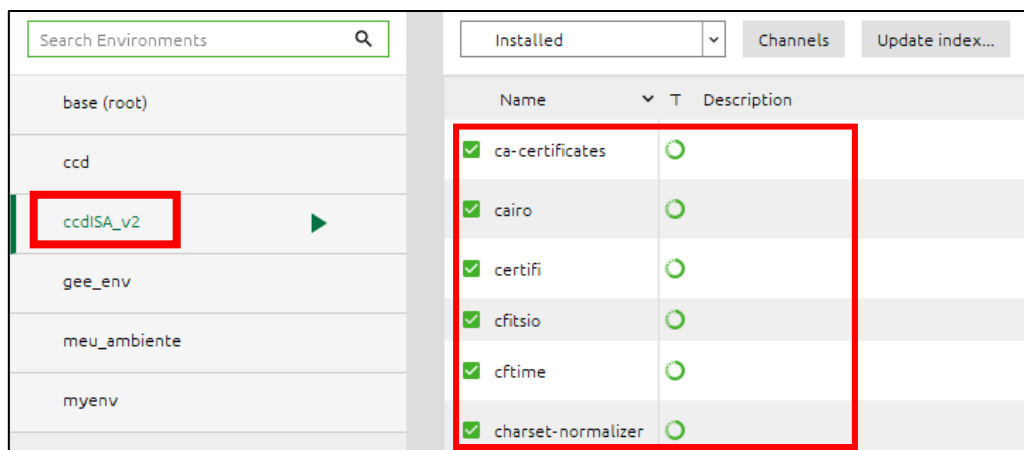 Search Environments
base (root)
ccd
ccdISA_v2
gee_env
meu_ambiente
myenv
Installed
Channels
Update index...
Name
T
Description
ca-certificates
cairo
certifi
cfitsio
cftime
charset-normalizer